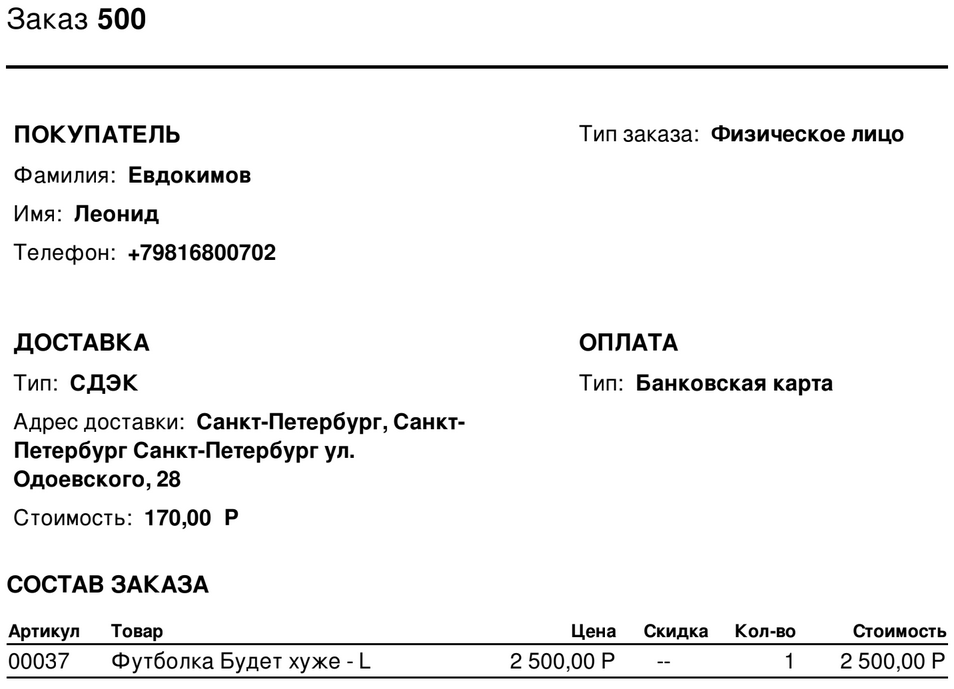 Заказ 500
ПОКУПАТЕЛЬ
Тип заказа: Физическое лицо
Фамилия: Евдокимов
Имя: Леонид
Телефон: +79816800702
ДОСТАВКА
ОПЛАТА
Тип: СДЭК
Тип: Банковская карта
Адрес доставки: Санкт-Петербург, Санкт-
Петербург Санкт-Петербург ул.
Одоевского, 28
Стоимость: 170,00 Р
СОСТАВ ЗАКАЗА
Артикул Товар Цена Скидка Кол-во Стоимость
00037 Футболка Будет хуже - L 2 500,00 Р -- 1 2 500,00 Р